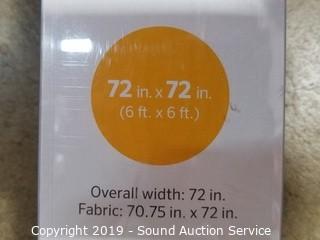 72 in. x 72 in.
(6 ft. x 6 ft.)
Overall width: 72 in.
Fabric: 70.75 in. x 72 in.
Copyright 2019 - Sound Auction Service